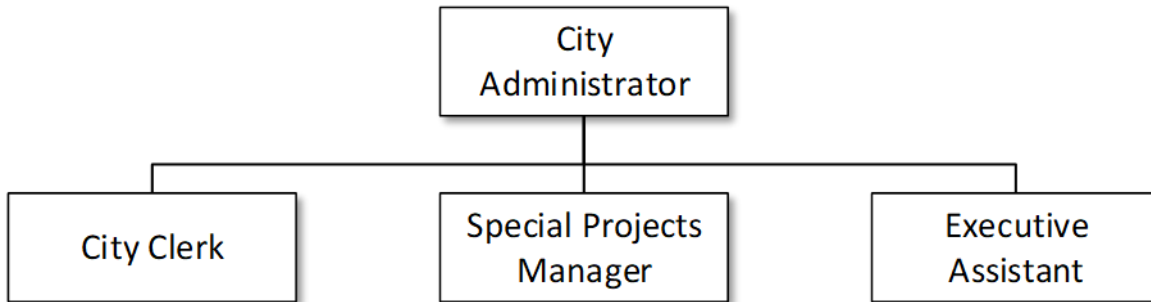 City
Administrator
City Clerk
Special Projects
Manager
Executive
Assistant